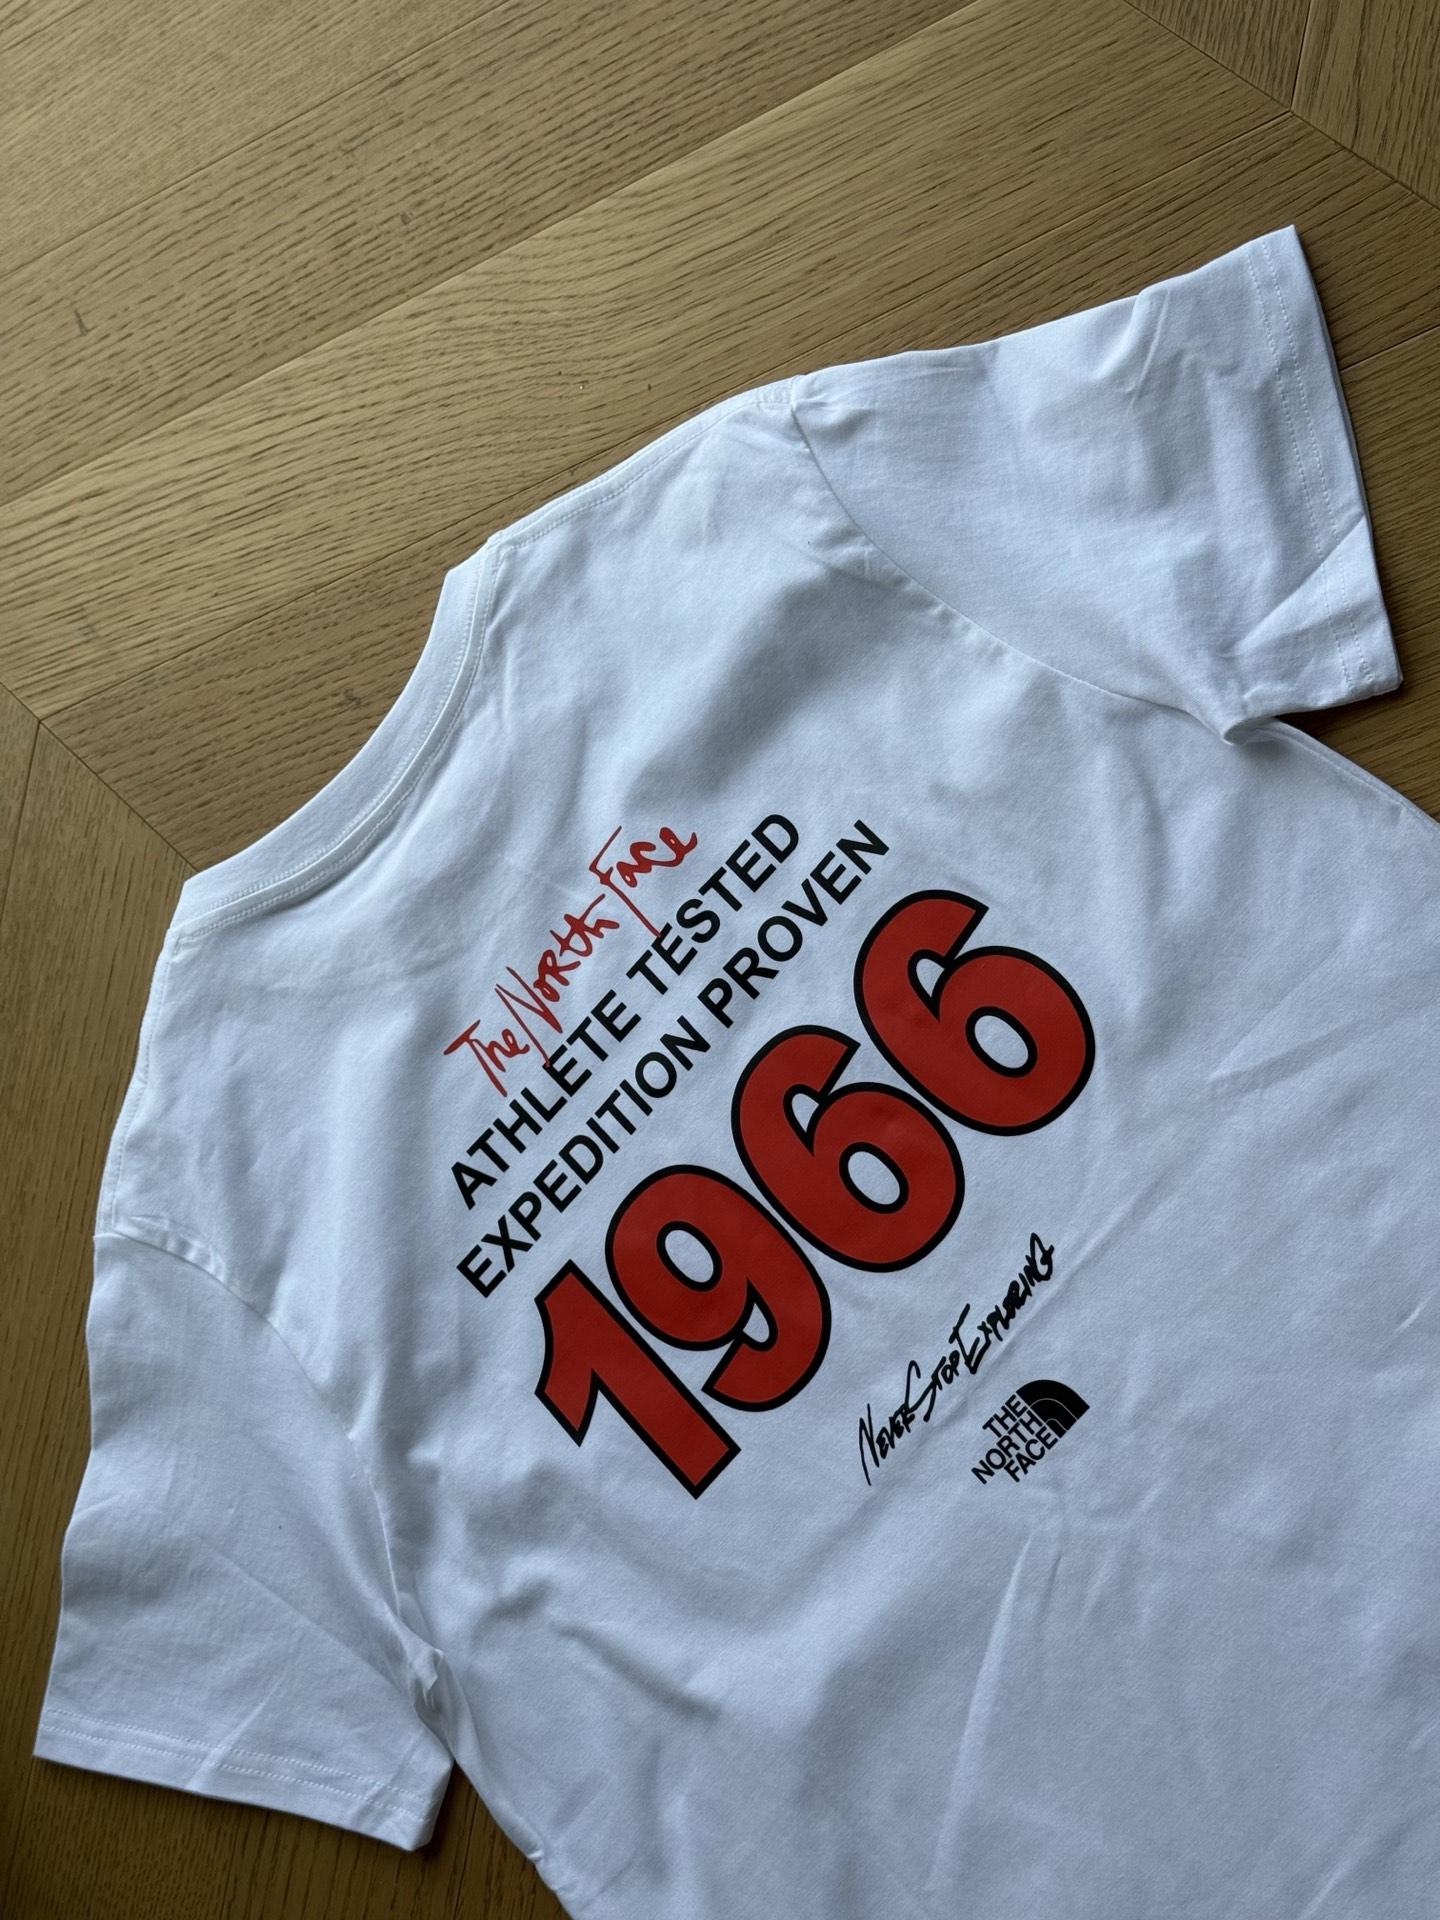 The North Face
ATHLETE TESTED
EXPEDITION PROVEN
1966
NEVER STOP EXPLORING
THE
NORTH
FACE